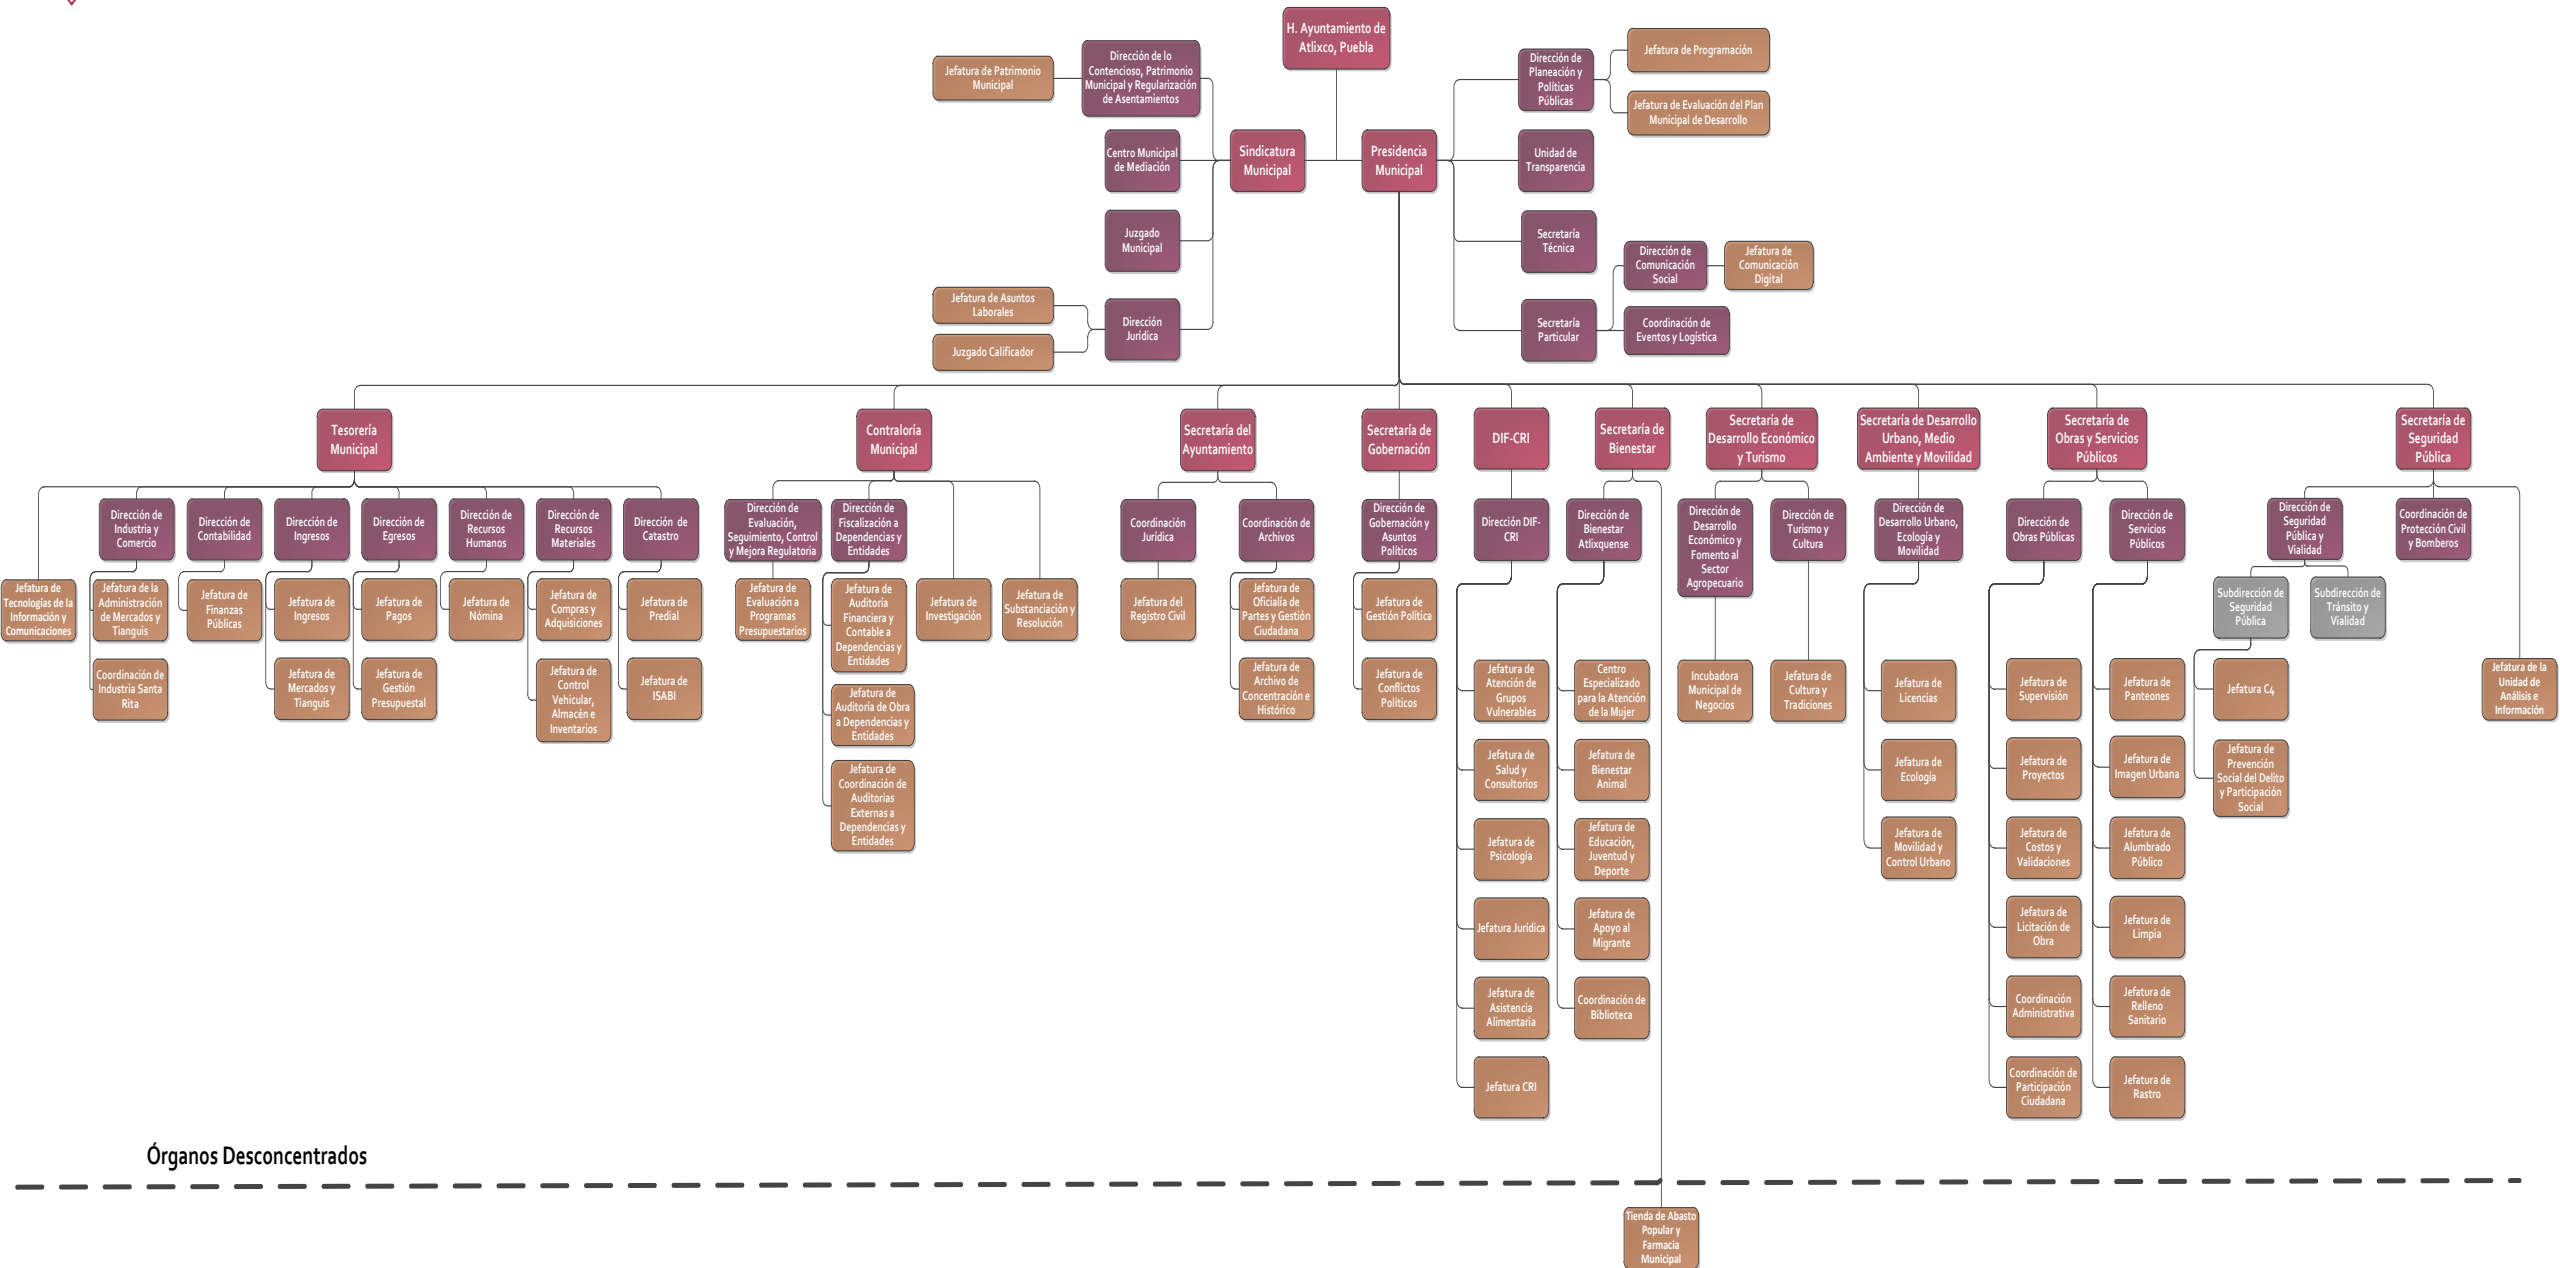 H. Ayuntamiento de
Atlixco, Puebla
Jefatura de Patrimonio
Municipal
Dirección de lo
Contencioso, Patrimonio
Municipal y Regularización
de Asentamientos
Centro Municipal
de Mediación
Juzgado
Municipal
Jefatura de Asuntos
Laborales
Juzgado Calificador
Dirección
Jurídica
Sindicatura
Municipal
Presidencia
Municipal
Dirección de
Planeación y
Políticas
Públicas
Jefatura de Programación
Jefatura de Evaluación del Plan
Municipal de Desarrollo
Unidad de
Transparencia
Secretaría
Técnica
Secretaría
Particular
Dirección de
Comunicación
Social
Jefatura de
Comunicación
Digital
Coordinación de
Eventos y Logística
Tesorería
Municipal
Contraloría
Municipal
Secretaría del
Ayuntamiento
Secretaría de
Gobernación
DIF-CRI
Secretaría de
Bienestar
Secretaría de
Desarrollo Económico
y Turismo
Secretaría de Desarrollo
Urbano, Medio
Ambiente y Movilidad
Secretaría de
Obras y Servicios
Públicos
Secretaría de
Seguridad
Pública
Dirección de
Industria y
Comercio
Dirección de
Contabilidad
Dirección de
Ingresos
Dirección de
Egresos
Dirección de
Recursos
Humanos
Dirección de
Recursos
Materiales
Dirección de
Catastro
Dirección de
Evaluación,
Seguimiento, Control
y Mejora Regulatoria
Dirección de
Fiscalización a
Dependencias y
Entidades
Coordinación
Jurídica
Coordinación de
Archivos
Dirección de
Gobernación y
Asuntos
Políticos
Dirección DIF-
CRI
Dirección de
Bienestar
Atlixquense
Dirección de
Desarrollo
Económico y
Fomento al
Sector
Agropecuario
Dirección de
Turismo y
Cultura
Dirección de
Desarrollo Urbano,
Ecología y
Movilidad
Dirección de
Obras Públicas
Dirección de
Servicios
Públicos
Dirección de
Seguridad
Pública y
Vialidad
Coordinación de
Protección Civil
y Bomberos
Jefatura de
Tecnologías de la
Información y
Comunicaciones
Jefatura de la
Administración
de Mercados y
Tianguis
Jefatura de
Finanzas
Públicas
Jefatura de
Ingresos
Jefatura de
Pagos
Jefatura de
Nómina
Jefatura de
Compras y
Adquisiciones
Jefatura de
Predial
Jefatura de
Evaluación a
Programas
Presupuestarios
Jefatura de
Auditoría
Financiera y
Contable a
Dependencias y
Entidades
Jefatura de
Investigación
Jefatura de
Substanciación y
Resolución
Jefatura del
Registro Civil
Jefatura de
Oficialía de
Partes y Gestión
Ciudadana
Jefatura de
Gestión Política
Subdirección de
Seguridad
Pública
Subdirección de
Tránsito y
Vialidad
Coordinación de
Industria Santa
Rita
Jefatura de
Mercados y
Tianguis
Jefatura de
Gestión
Presupuestal
Jefatura de
Control
Vehicular,
Almacén e
Inventarios
Jefatura de
ISABI
Jefatura de
Auditoría de Obra
a Dependencias y
Entidades
Jefatura de
Archivo de
Concentración e
Histórico
Jefatura de
Conflictos
Políticos
Jefatura de
Atención de
Grupos
Vulnerables
Centro
Especializado
para la Atención
de la Mujer
Incubadora
Municipal de
Negocios
Jefatura de
Cultura y
Tradiciones
Jefatura de
Licencias
Jefatura de
Supervisión
Jefatura de
Panteones
Jefatura C4
Jefatura de la
Unidad de
Análisis e
Información
Jefatura de
Coordinación de
Auditorias
Externas a
Dependencias y
Entidades
Jefatura de
Salud y
Consultorios
Jefatura de
Bienestar
Animal
Jefatura de
Ecología
Jefatura de
Proyectos
Jefatura de
Imagen Urbana
Jefatura de
Prevención
Social del Delito
y Participación
Social
Jefatura de
Psicología
Jefatura de
Educación,
Juventud y
Deporte
Jefatura de
Movilidad y
Control Urbano
Jefatura de
Costos y
Validaciones
Jefatura de
Alumbrado
Público
Jefatura Jurídica
Jefatura de
Apoyo al
Migrante
Jefatura de
Licitación de
Obra
Jefatura de
Limpia
Jefatura de
Asistencia
Alimentaria
Coordinación de
Biblioteca
Coordinación
Administrativa
Jefatura de
Relleno
Sanitario
Jefatura CRI
Coordinación de
Participación
Ciudadana
Jefatura de
Rastro
Órganos Desconcentrados
Tienda de Abasto
Popular y
Farmacia
Municipal